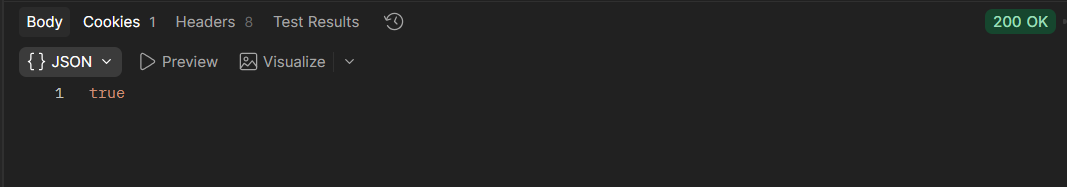 Body Cookies 1 Headers 8 Test Results 200 OK
{} JSON Preview Visualize
1 true